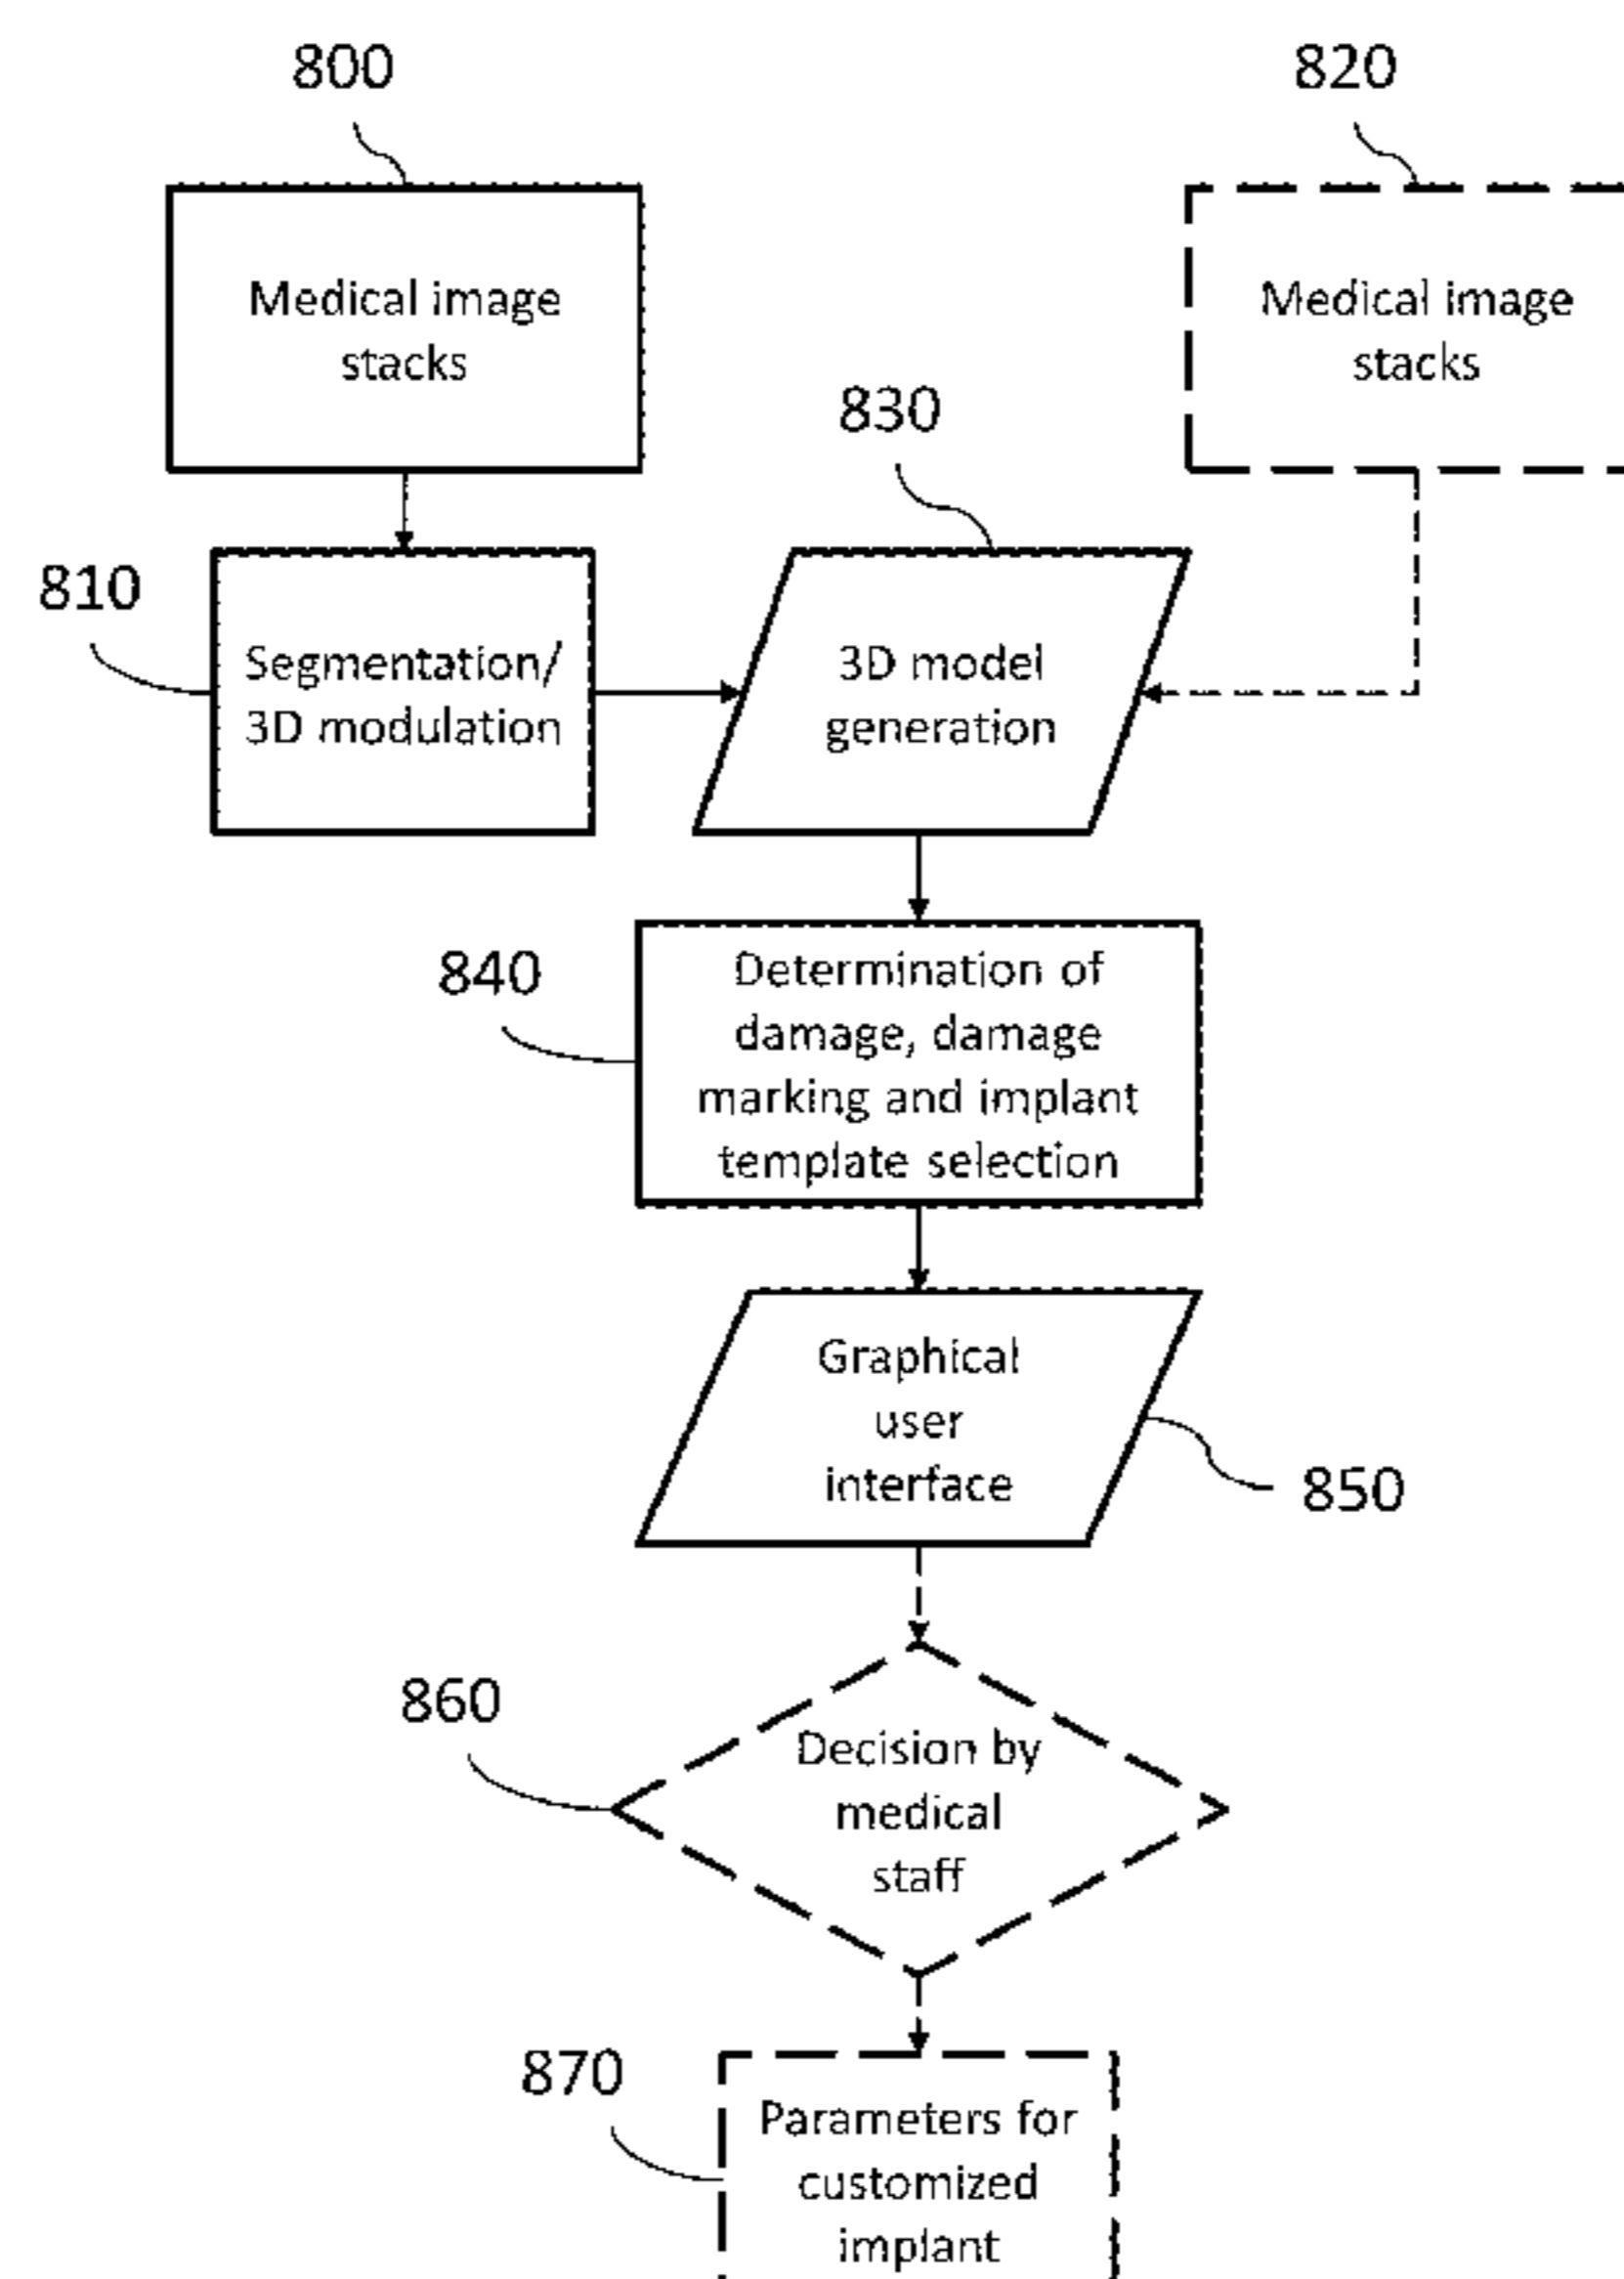 800
820
Medical image
stacks
Medical image
stacks
830
810
Segmentation/
3D modulation
3D model
generation
840
Determination of
damage, damage
marking and implant
template selection
Graphical
user
interface
850
860
Decision by
medical
staff
870
Parameters for
customized
implant